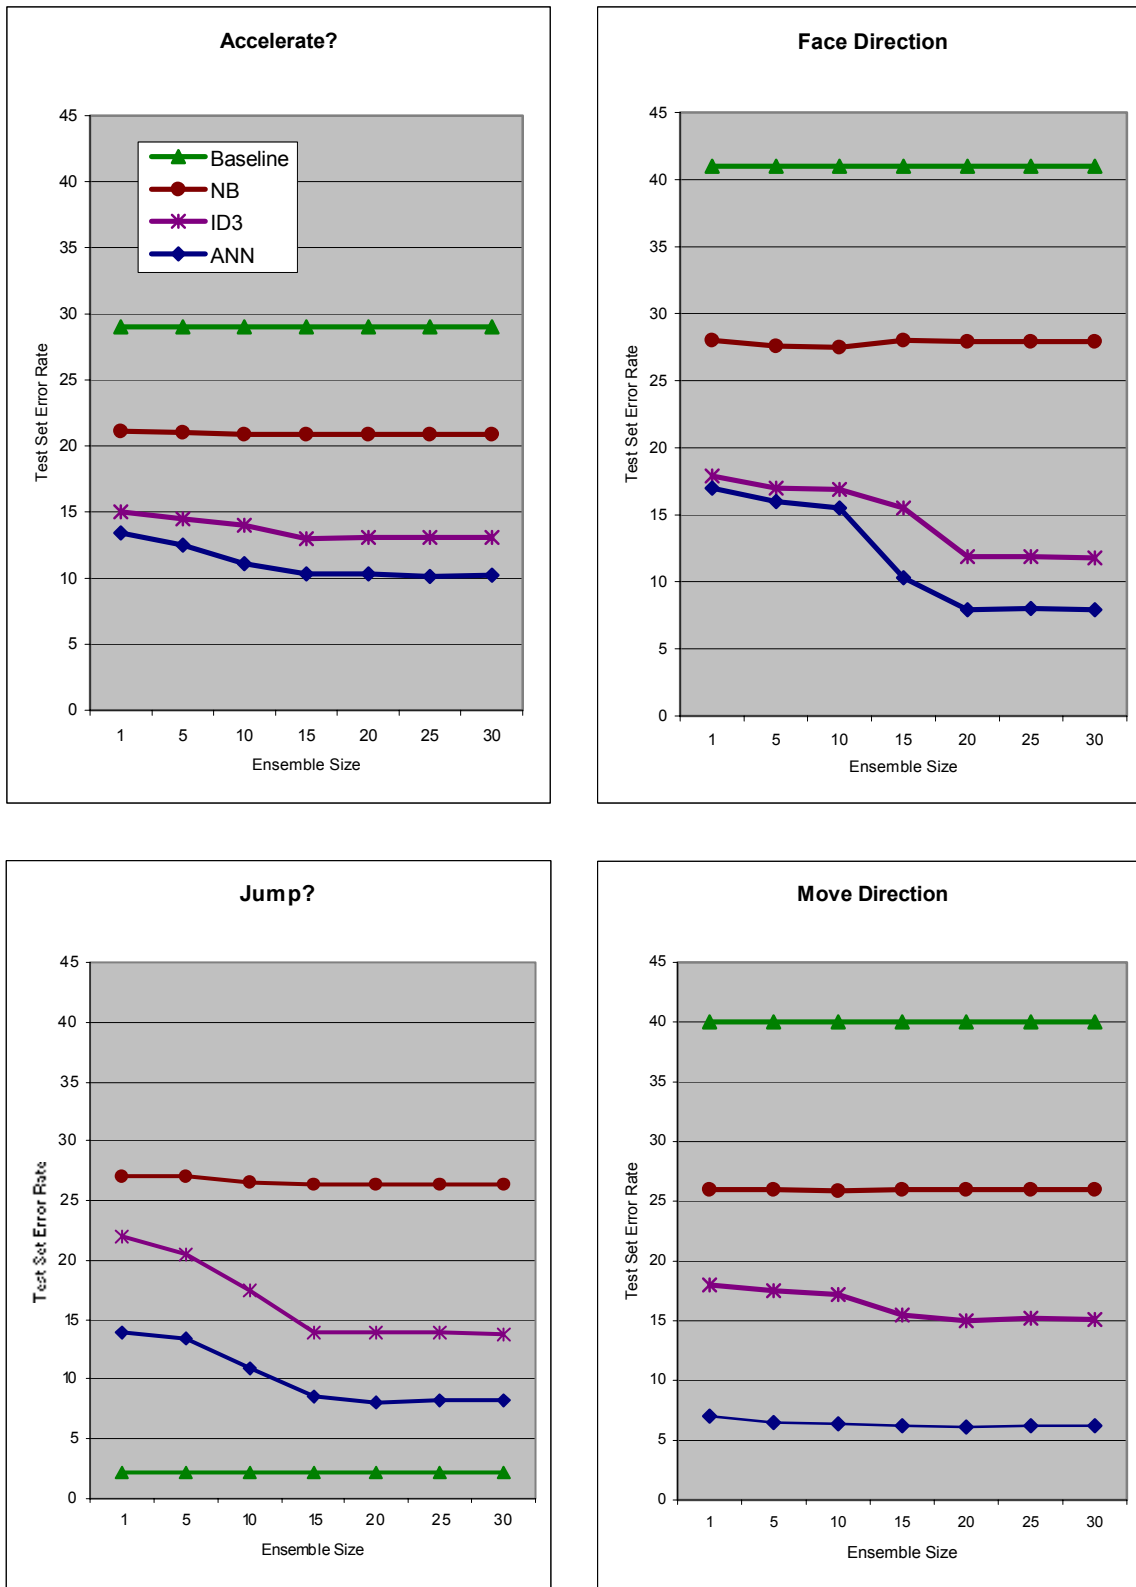 Accelerate?
45
40
35
30
25
20
15
10
5
0
Baseline
NB
ID3
ANN
Test Set Error Rate
1 5 10 15 20 25 30
Ensemble Size
Face Direction
45
40
35
30
25
20
15
10
5
0
Test Set Error Rate
1 5 10 15 20 25 30
Ensemble Size
Jump?
45
40
35
30
25
20
15
10
5
0
Test Set Error Rate
1 5 10 15 20 25 30
Ensemble Size
Move Direction
45
40
35
30
25
20
15
10
5
0
Test Set Error Rate
1 5 10 15 20 25 30
Ensemble Size